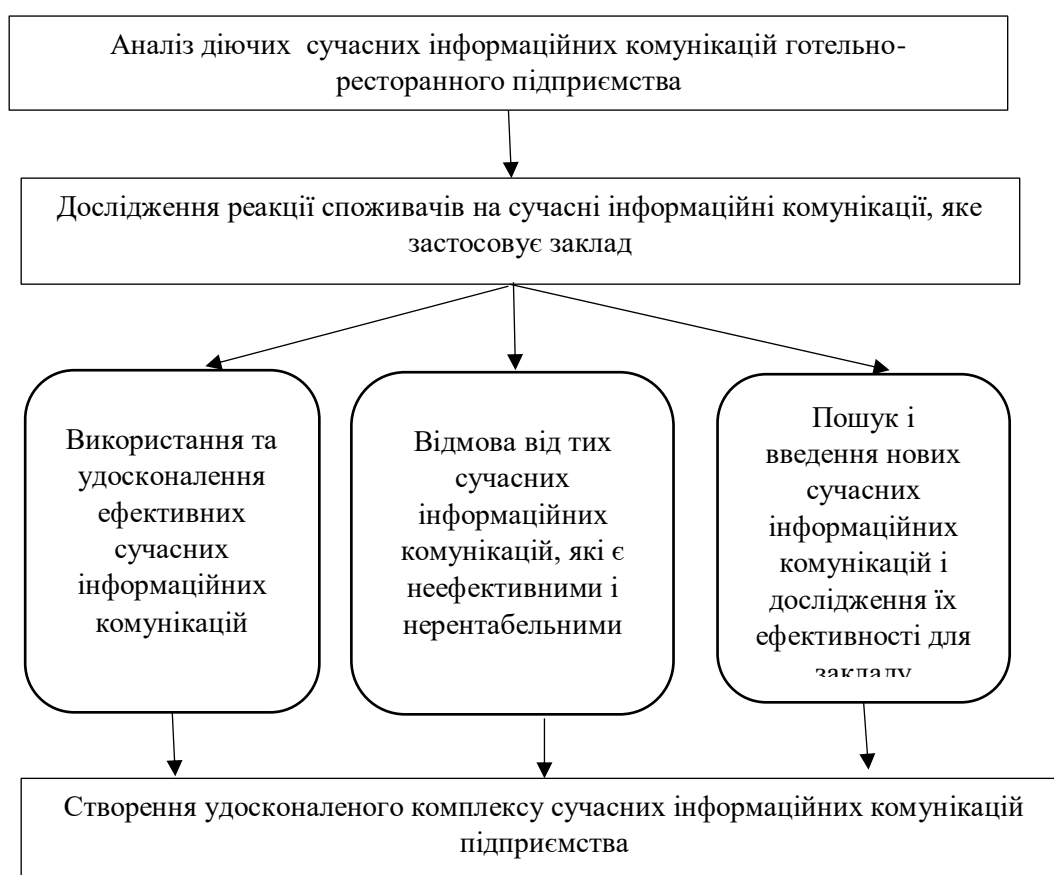 Аналіз діючих сучасних інформаційних комунікацій готельно-
ресторанного підприємства
Дослідження реакції споживачів на сучасні інформаційні комунікації, яке
застосовує заклад
Використання та
удосконалення
ефективних
сучасних
інформаційних
комунікацій
Відмова від тих
сучасних
інформаційних
комунікацій, які є
неефективними і
нерентабельними
Пошук і
введення нових
сучасних
інформаційних
комунікацій і
дослідження їх
ефективності для
закладу
Створення удосконаленого комплексу сучасних інформаційних комунікацій
підприємства